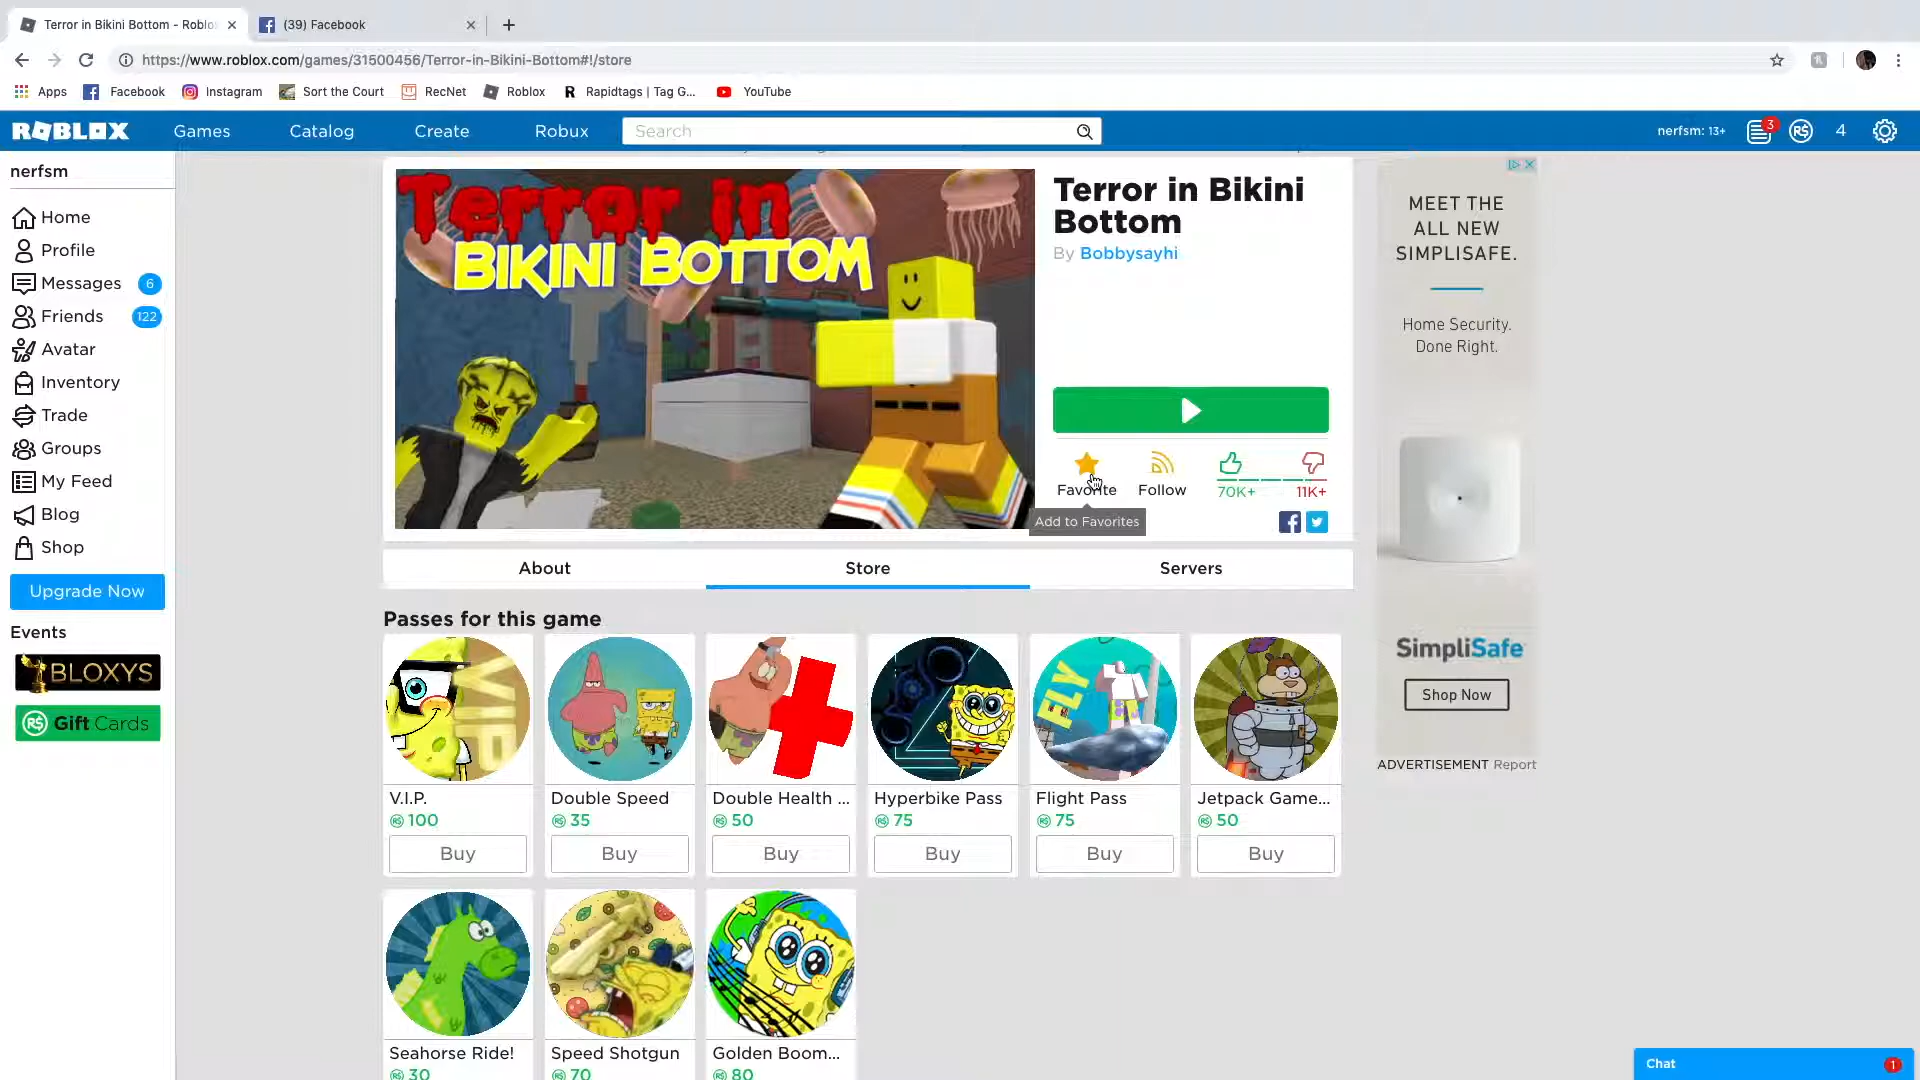 Terror in Bikini Bottom - Roblo
(39) Facebook
https://www.roblox.com/games/31500456/Terror-in-Bikini-Bottom#!/store
Apps
Facebook
Instagram
Sort the Court
RecNet
Roblox
R Rapidtags | Tag G...
YouTube
ROBLOX
Games
Catalog
Create
Robux
Search
nerfsm: 13+
3
R$
4
nerfsm
Home
Profile
Messages 6
Friends 122
Avatar
Inventory
Trade
Groups
My Feed
Blog
Shop
Upgrade Now
Events
BLOXYS
R$ Gift Cards
Terror in
BIKINI BOTTOM
Terror in Bikini
Bottom
By Bobbysayhi
Favorite
Follow
70K+
11K+
Add to Favorites
About
Store
Servers
Passes for this game
VIP
FLY
V.I.P.
Double Speed
Double Health ...
Hyperbike Pass
Flight Pass
Jetpack Game...
R$ 100
R$ 35
R$ 50
R$ 75
R$ 75
R$ 50
Buy
Buy
Buy
Buy
Buy
Buy
Seahorse Ride!
Speed Shotgun
Golden Boom...
R$ 30
R$ 70
R$ 80
MEET THE
ALL NEW
SIMPLISAFE.
Home Security.
Done Right.
SimpliSafe
Shop Now
ADVERTISEMENT Report
Chat
1